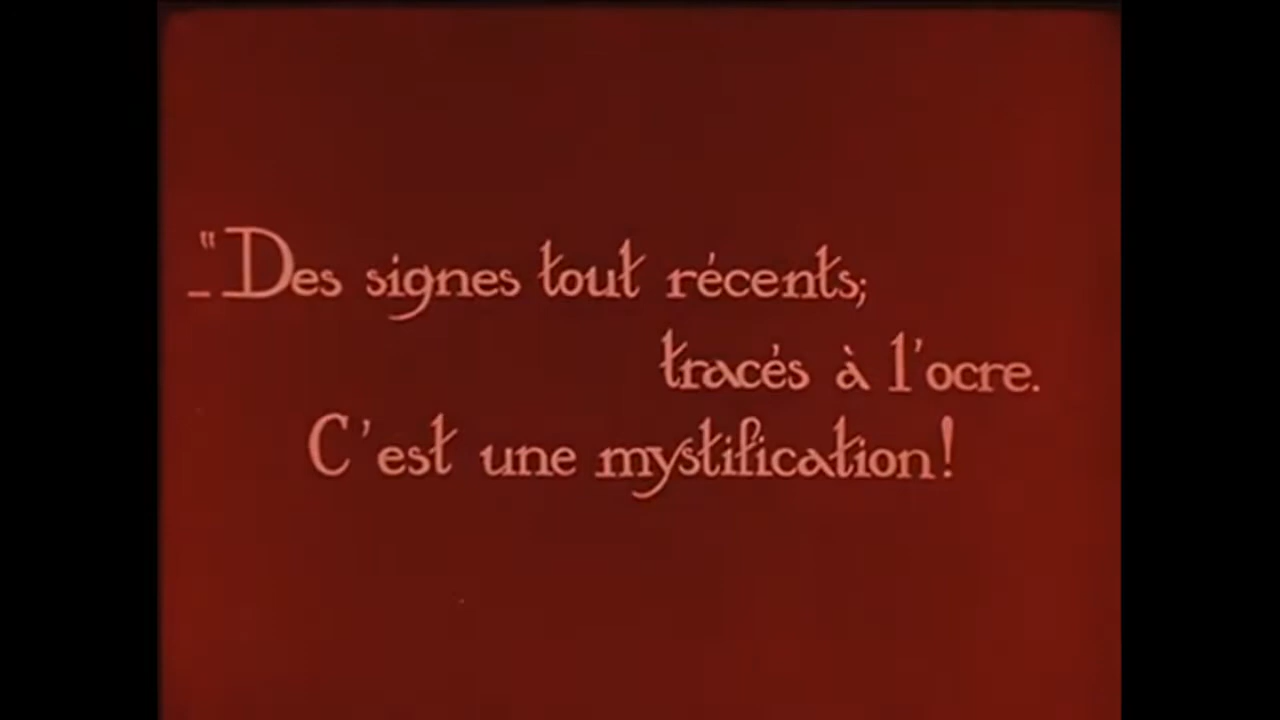 - "Des signes tout récents;
tracés à l'ocre.
C'est une mystification!